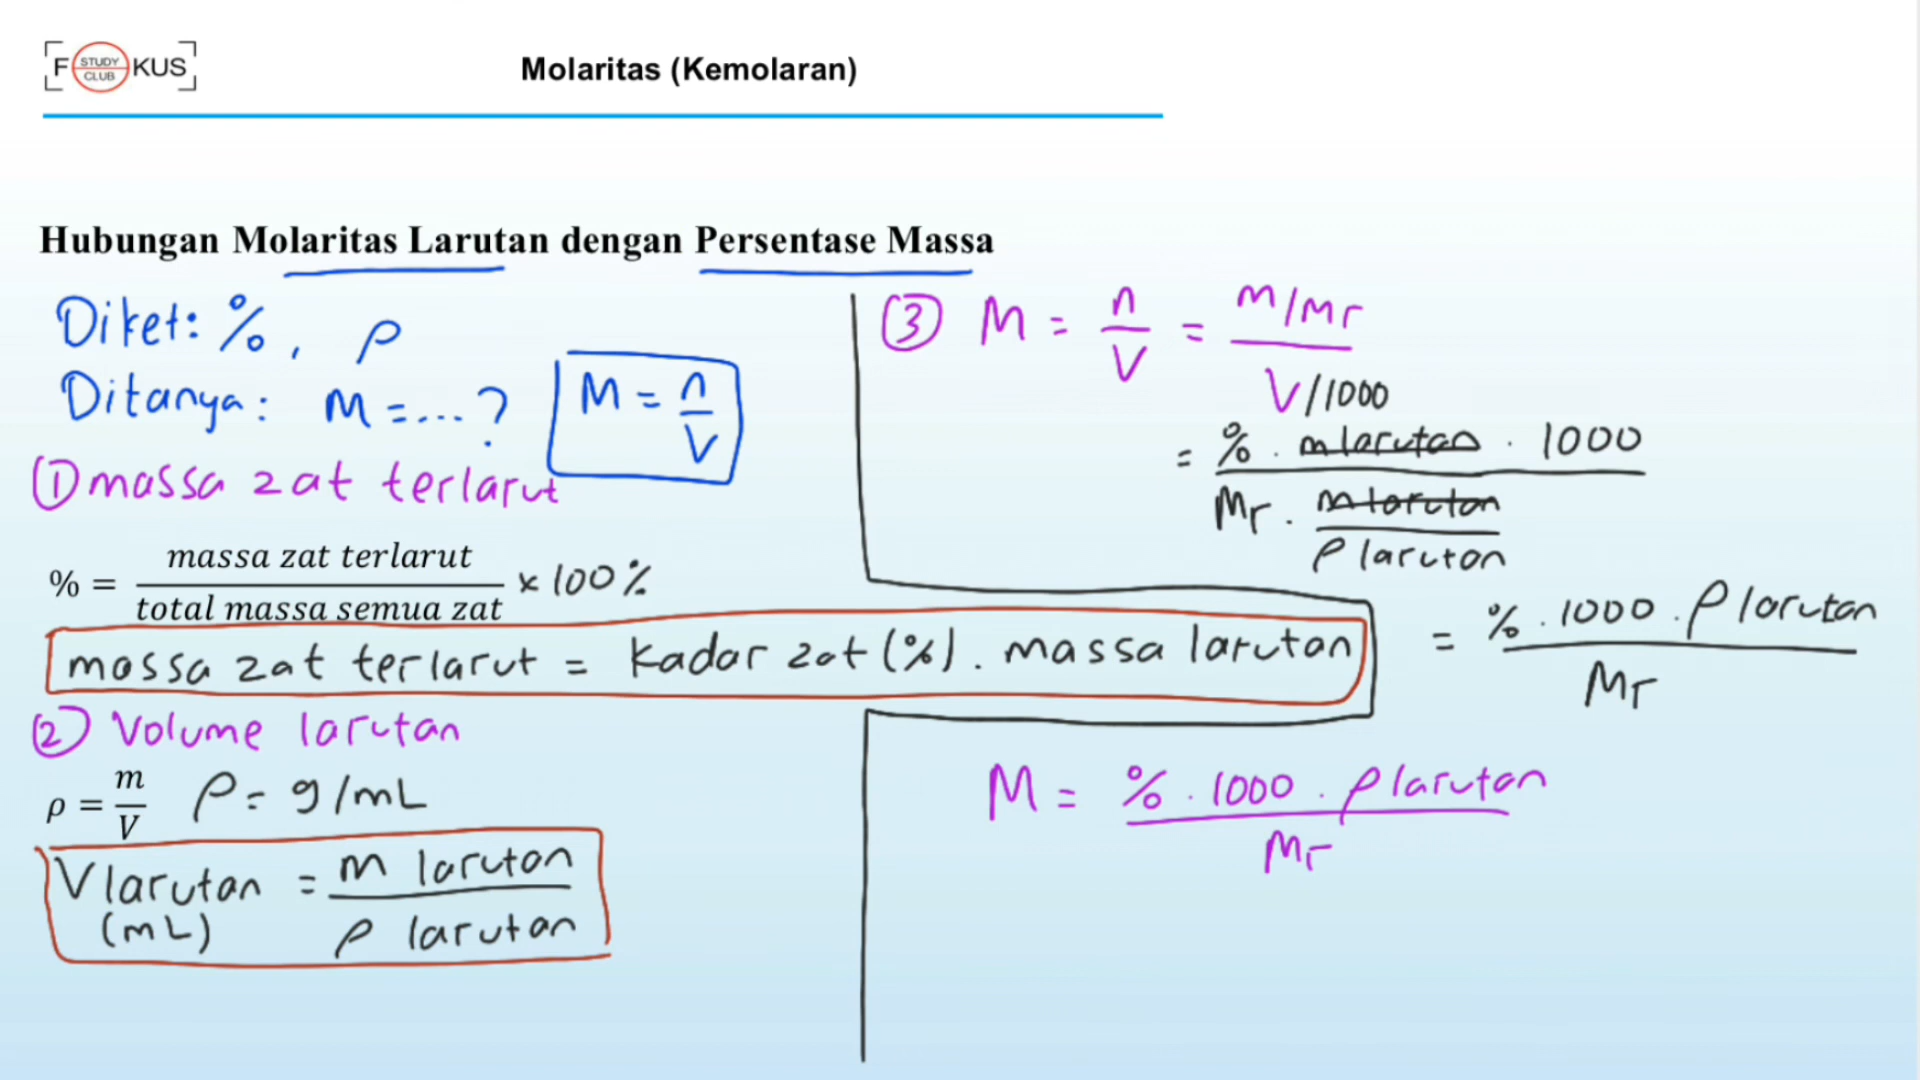 FOKUS
STUDY CLUB
Molaritas (Kemolaran)
Hubungan Molaritas Larutan dengan Persentase Massa
Diket: %, ρ
Ditanya: M = ...?
M = n/V
① massa zat terlarut
% = massa zat terlarut / total massa semua zat × 100%
massa zat terlarut = kadar zat (%) . massa larutan
② Volume larutan
ρ = m/V ρ = g/mL
V larutan (mL) = m larutan / ρ larutan
③ M = n/V = m/Mr / V/1000
= % . m larutan . 1000 / Mr . m larutan / ρ larutan
= % . 1000 . ρ larutan / Mr
M = % . 1000 . ρ larutan / Mr